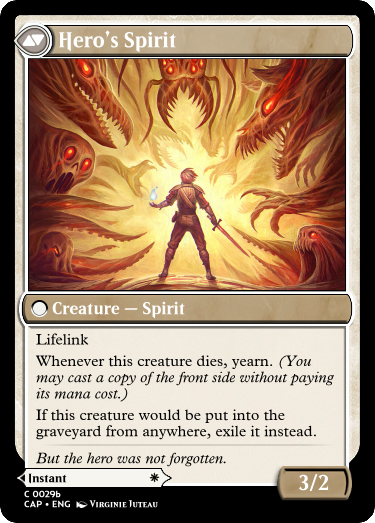 Hero's Spirit
Creature — Spirit
Lifelink
Whenever this creature dies, yearn. (You
may cast a copy of the front side without paying
its mana cost.)
If this creature would be put into the
graveyard from anywhere, exile it instead.
But the hero was not forgotten.
Instant
3/2
C 0029b
CAP • ENG Virginie Juteau